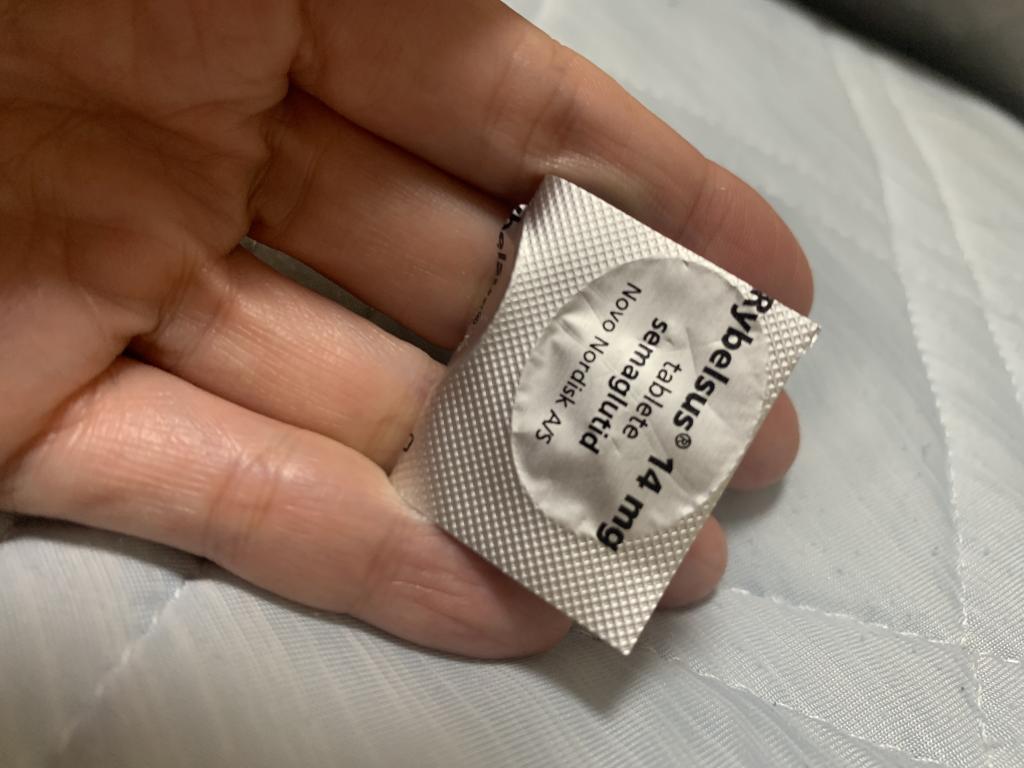 Rybelsus® 14 mg
tablete
semaglutid
Novo Nordisk A/S